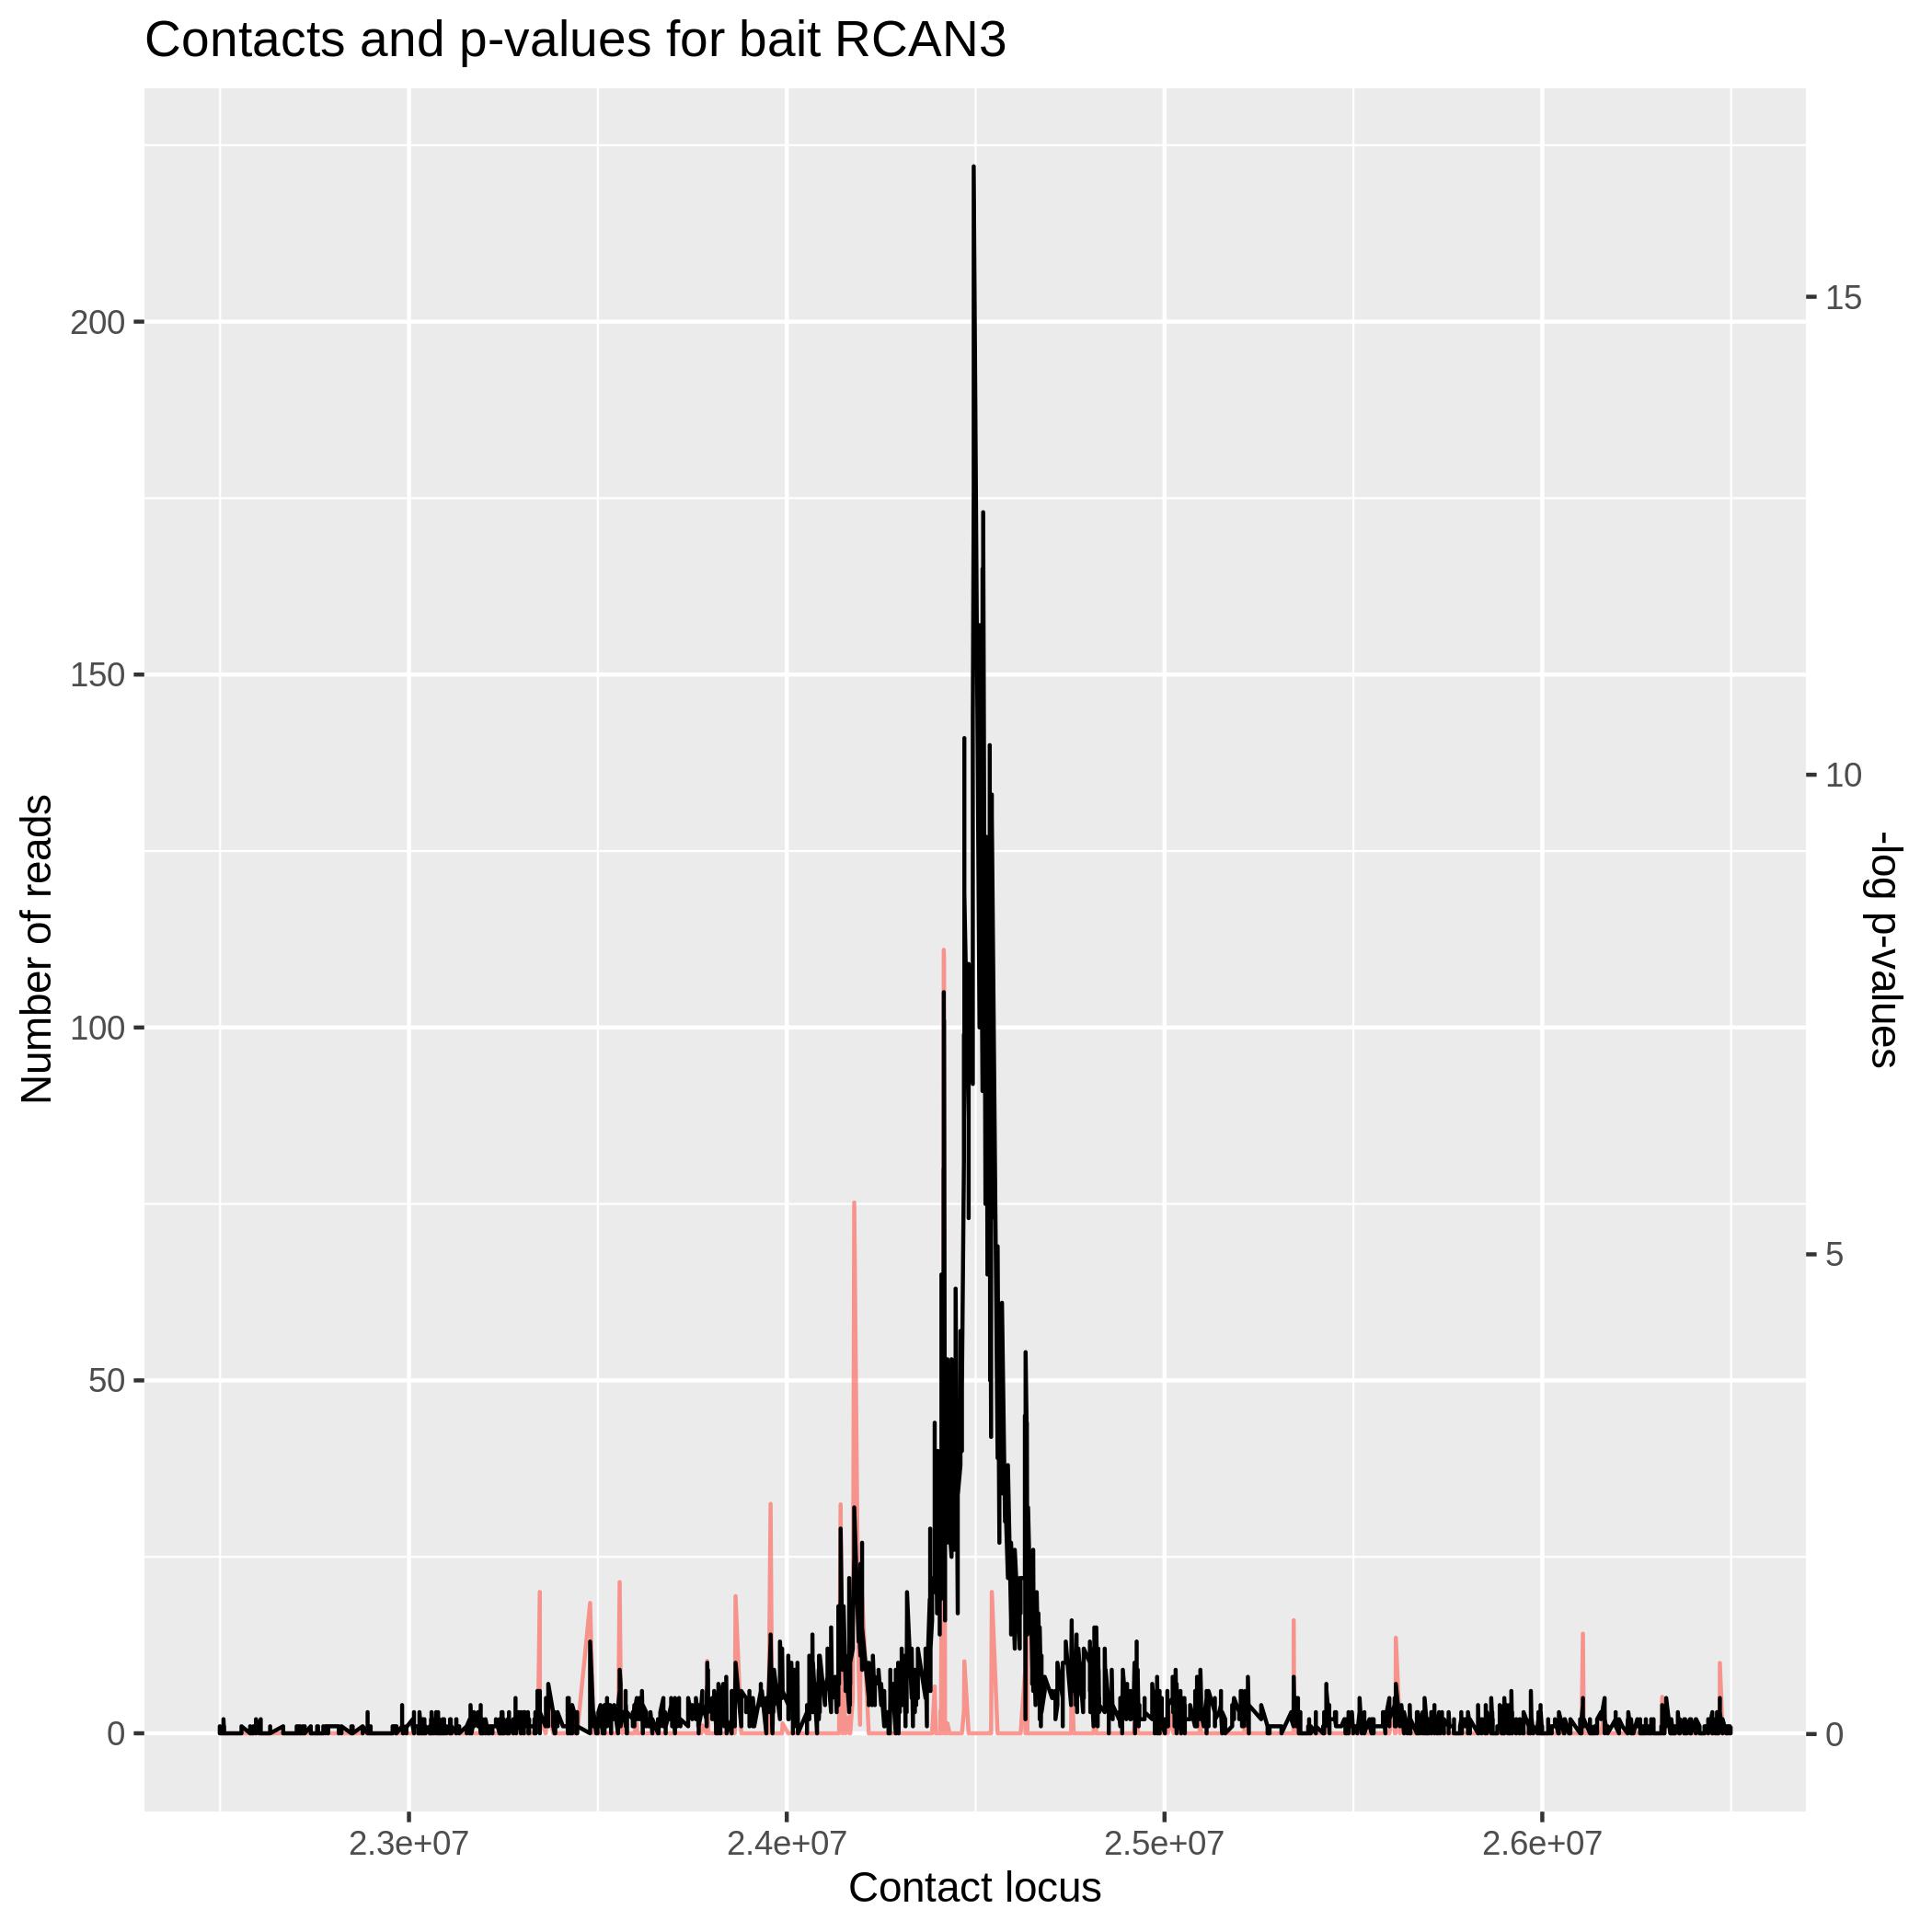 Contacts and p-values for bait RCAN3
Number of reads
200
150
100
50
0
15
10
5
0
-log p-values
2.3e+07 2.4e+07 2.5e+07 2.6e+07
Contact locus